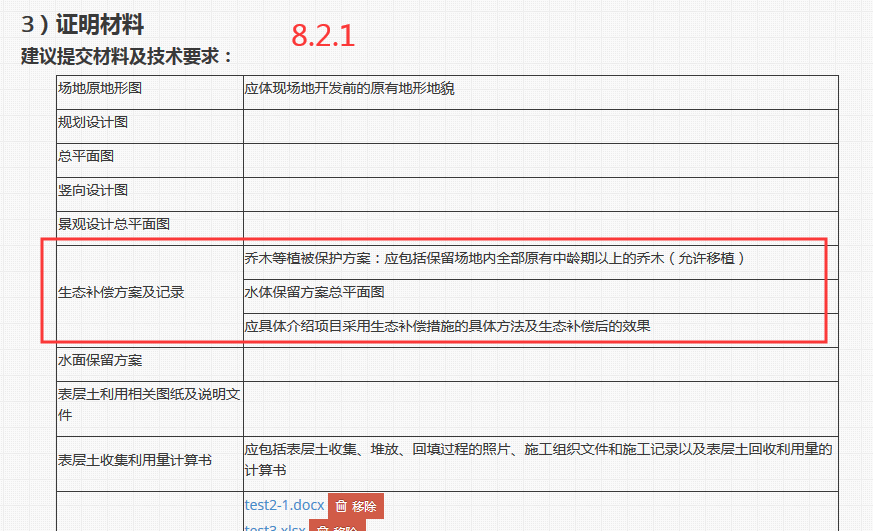 3）证明材料
8.2.1
建议提交材料及技术要求：
场地原地形图 应体现场地开发前的原有地形地貌
规划设计图
总平面图
竖向设计图
景观设计总平面图
生态补偿方案及记录
乔木等植被保护方案：应包括保留场地内全部原有中龄期以上的乔木（允许移植）
水体保留方案总平面图
应具体介绍项目采用生态补偿措施的具体方法及生态补偿后的效果
水面保留方案
表层土利用相关图纸及说明文
件
表层土收集利用量计算书
应包括表层土收集、堆放、回填过程的照片、施工组织文件和施工记录以及表层土回收利用量的
计算书
test2-1.docx 移除
test3.xlsx 移除